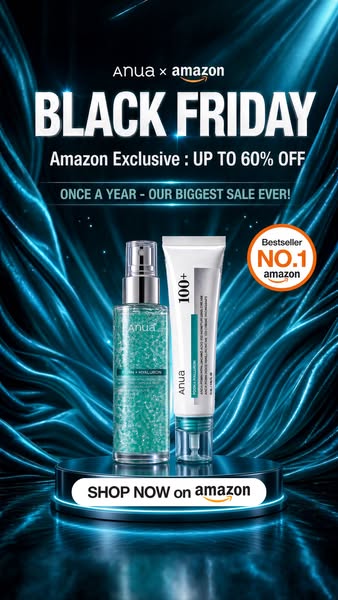 Anua × amazon
BLACK FRIDAY
Amazon Exclusive : UP TO 60% OFF
ONCE A YEAR - OUR BIGGEST SALE EVER!
Bestseller
NO.1
amazon
Anua
100+
Anua
SHOP NOW on amazon